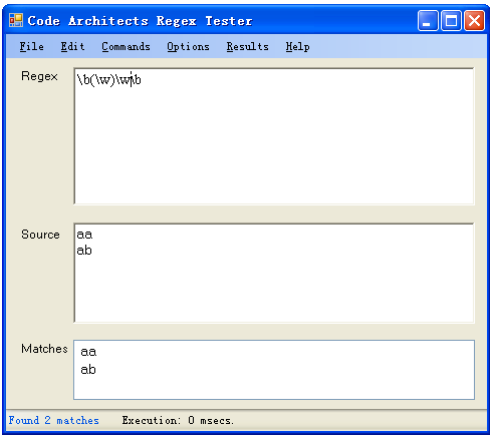 Code Architects Regex Tester
File Edit Commands Options Results Help
Regex
\b(\w)\w\b
Source
aa
ab
Matches
aa
ab
Found 2 matches Execution: 0 msecs.